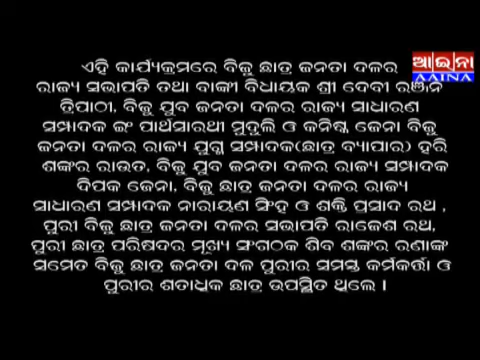 ଆଇନା
AAINA
ଏହି କାର୍ଯ୍ୟକ୍ରମରେ ବିଜୁ ଛାତ୍ର ଜନତା ଦଳର
ରାଜ୍ୟ ସଭାପତି ତଥା ବାଙ୍କୀ ବିଧାୟକ ଶ୍ରୀ ଦେବୀ ରଞ୍ଜନ
ତ୍ରିପାଠୀ, ବିଜୁ ଯୁବ ଜନତା ଦଳର ରାଜ୍ୟ ସାଧାରଣ
ସମ୍ପାଦକ ଇଂ ପାର୍ଥସାରଥୀ ମୁଦୁଲି ଓ କନିଷ୍କ ଜେନା ବିଜୁ
ଜନତା ଦଳର ରାଜ୍ୟ ଯୁଗ୍ମ ସମ୍ପାଦକ(ଛାତ୍ର ବ୍ୟାପାର) ହରି
ଶଙ୍କର ରାଉତ, ବିଜୁ ଯୁବ ଜନତା ଦଳର ରାଜ୍ୟ ସମ୍ପାଦକ
ଦିପକ ଜେନା, ବିଜୁ ଛାତ୍ର ଜନତା ଦଳର ରାଜ୍ୟ
ସାଧାରଣ ସମ୍ପାଦକ ନାରାୟଣ ସିଂହ ଓ ଶକ୍ତି ପ୍ରସାଦ ରଥ ,
ପୁରୀ ବିଜୁ ଛାତ୍ର ଜନତା ଦଳର ସଭାପତି ରାଜେଶ ରଥ,
ପୁରୀ ଛାତ୍ର ପରିଷଦର ମୂଖ୍ୟ ସଂଗଠକ ଶିବ ଶଙ୍କର ରଣାଙ୍କ
ସମେତ ବିଜୁ ଛାତ୍ର ଜନତା ଦଳ ପୁରୀର ସମସ୍ତ କର୍ମକର୍ତ୍ତା ଓ
ପୁରୀର ଶତାଧିକ ଛାତ୍ର ଉପସ୍ଥିତ ଥିଲେ ।